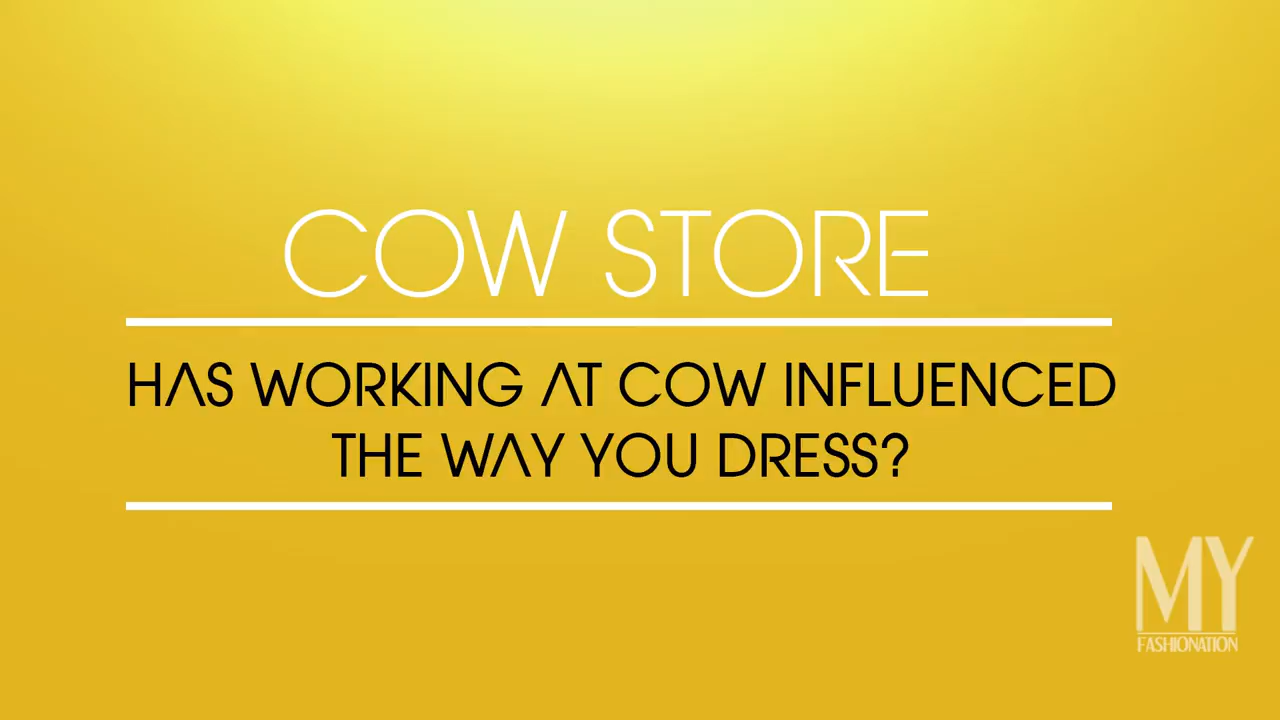 COW STORE
HAS WORKING AT COW INFLUENCED
THE WAY YOU DRESS?
MY
FASHIONATION